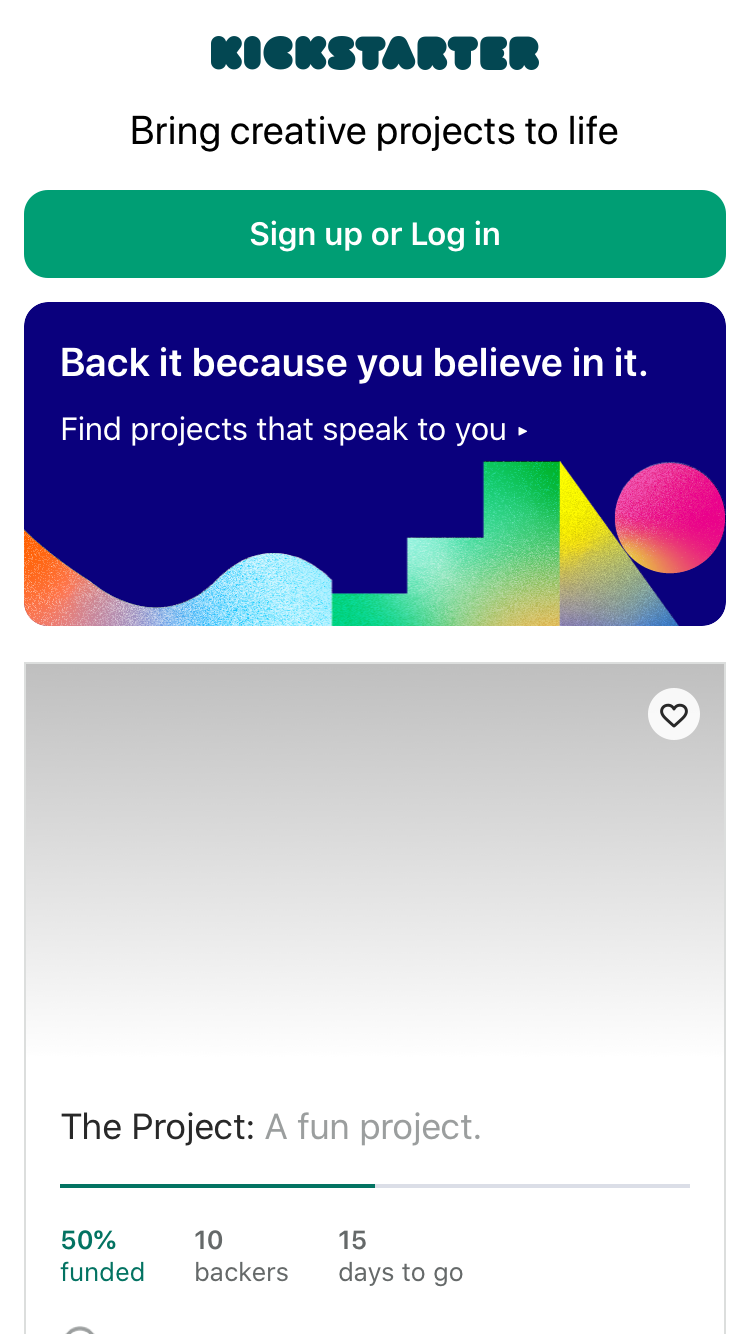 KICKSTARTER
Bring creative projects to life
Sign up or Log in
Back it because you believe in it.
Find projects that speak to you ▸
The Project: A fun project.
50%
funded
10
backers
15
days to go